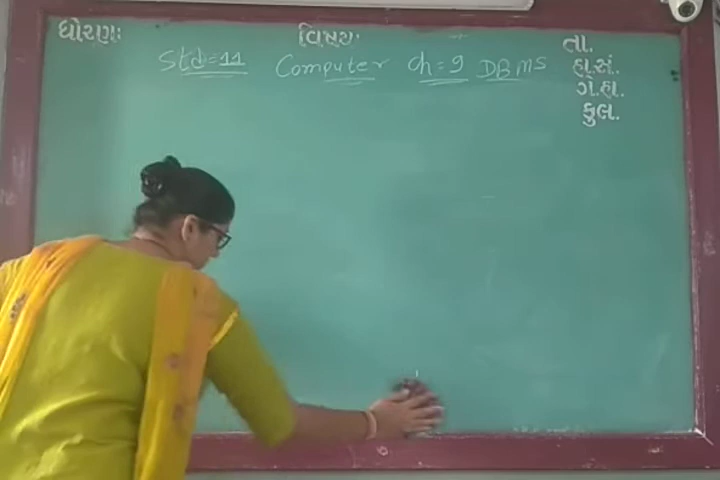 ધોરણઃ વિષયઃ તા.
Std=11 Computer Ch=9 DBMS હા.સં.
ગે.હા.
કુલ.